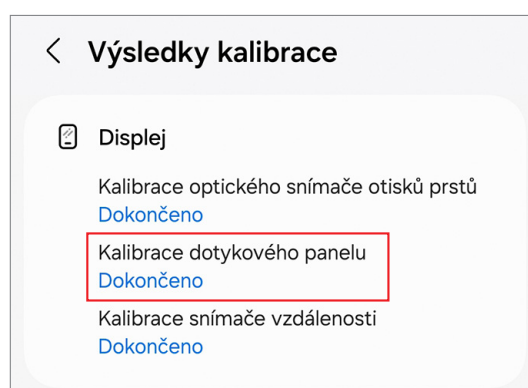 Výsledky kalibrace
Displej
Kalibrace optického snímače otisků prstů
Dokončeno
Kalibrace dotykového panelu
Dokončeno
Kalibrace snímače vzdálenosti
Dokončeno